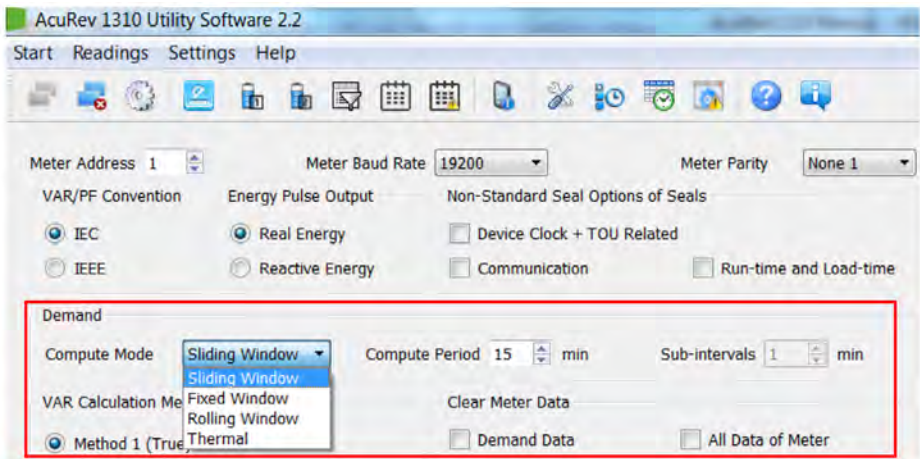 AcuRev 1310 Utility Software 2.2
Start Readings Settings Help
Meter Address 1 Meter Baud Rate 19200 Meter Parity None 1
VAR/PF Convention Energy Pulse Output Non-Standard Seal Options of Seals
IEC Real Energy Device Clock + TOU Related
IEEE Reactive Energy Communication Run-time and Load-time
Demand
Compute Mode Sliding Window Compute Period 15 min Sub-intervals 1 min
Sliding Window
Fixed Window
VAR Calculation Me Clear Meter Data
Rolling Window
Thermal
Method 1 (True) Demand Data All Data of Meter